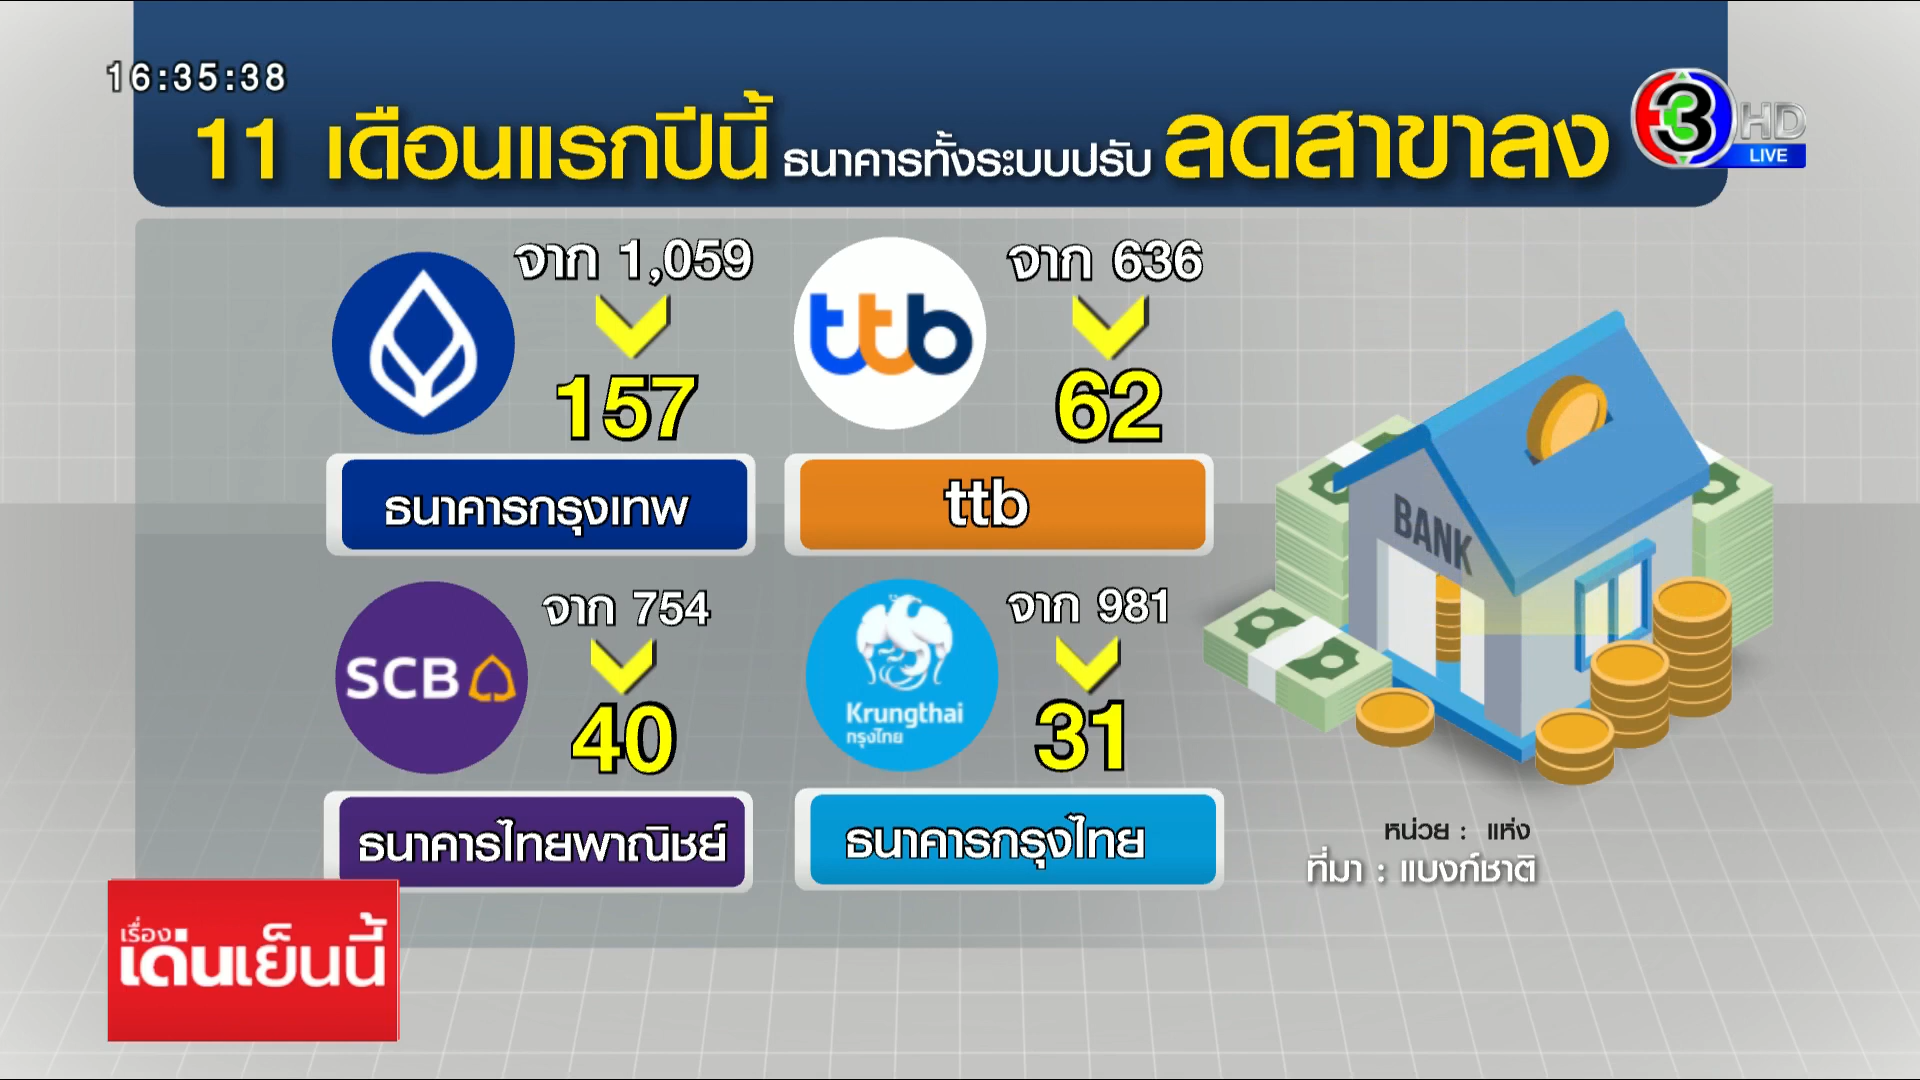 16:35:38
11 เดือนแรกปีนี้ ธนาคารทั้งระบบปรับ ลดสาขาลง
3 HD
LIVE
จาก 1,059
157
ธนาคารกรุงเทพ
ttb
จาก 636
62
ttb
SCB
จาก 754
40
ธนาคารไทยพาณิชย์
Krungthai
กรุงไทย
จาก 981
31
ธนาคารกรุงไทย
BANK
หน่วย : แห่ง
ที่มา : แบงก์ชาติ
เรื่อง
เด่นเย็นนี้